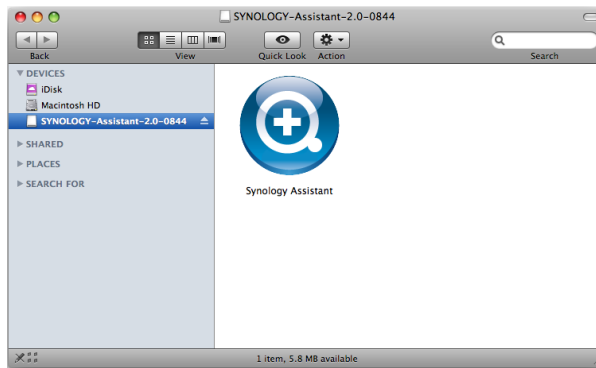 SYNOLOGY-Assistant-2.0-0844
Back
View
Quick Look
Action
Search
DEVICES
iDisk
Macintosh HD
SYNOLOGY-Assistant-2.0-0844
SHARED
PLACES
SEARCH FOR
Synology Assistant
1 item, 5.8 MB available